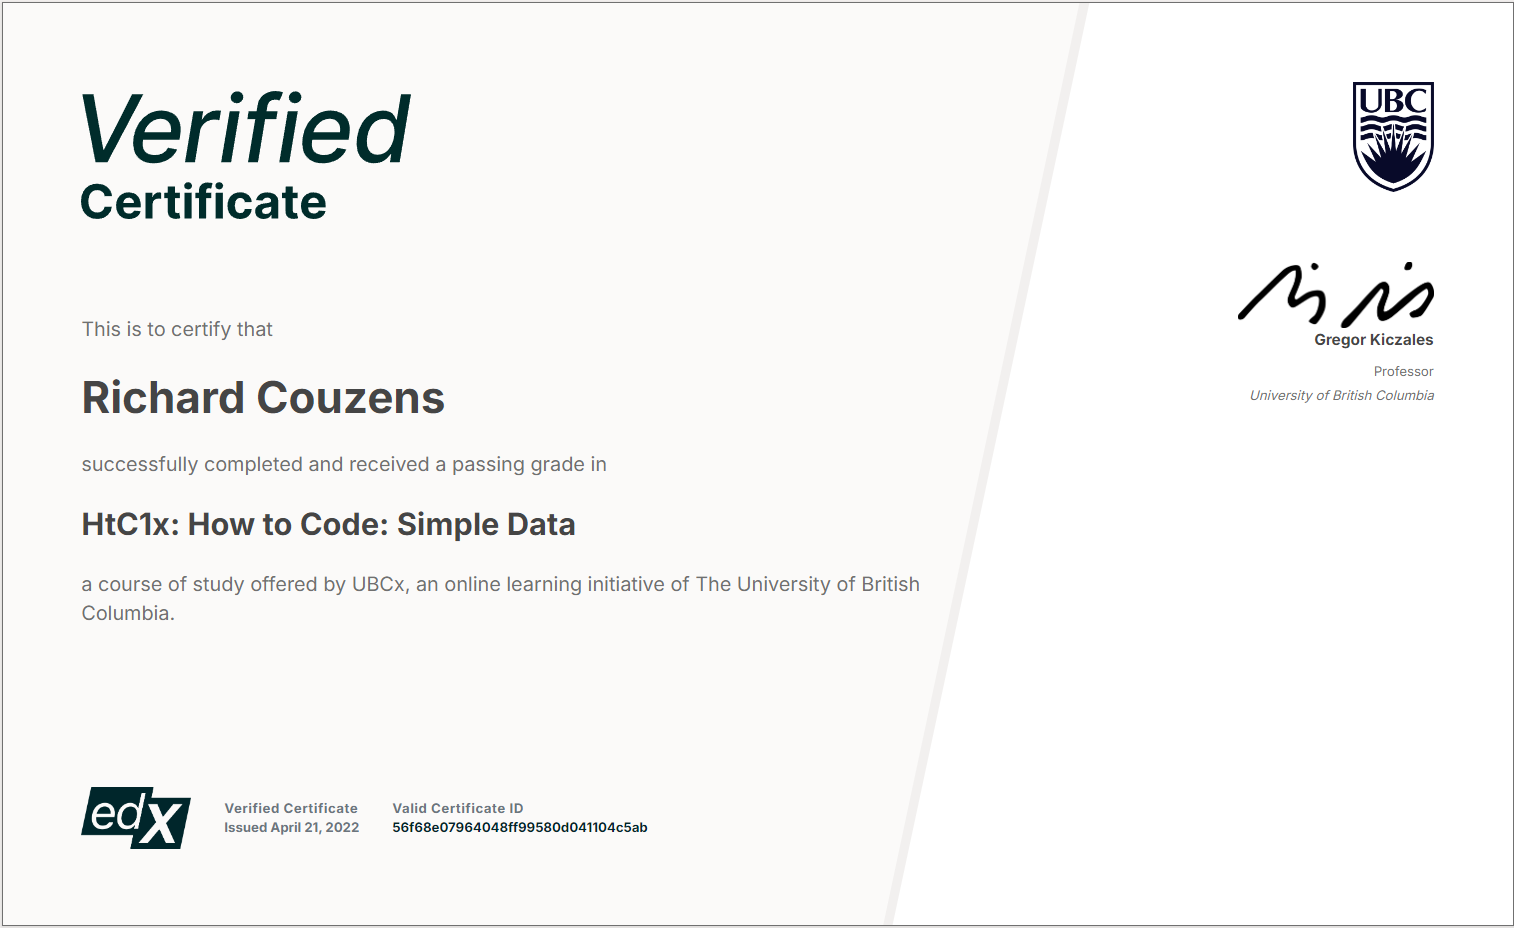 Verified
Certificate
This is to certify that
Richard Couzens
successfully completed and received a passing grade in
HtC1x: How to Code: Simple Data
a course of study offered by UBCx, an online learning initiative of The University of British
Columbia.
edX
Verified Certificate
Issued April 21, 2022
Valid Certificate ID
56f68e07964048ff99580d041104c5ab
UBC
Gregor Kiczales
Professor
University of British Columbia